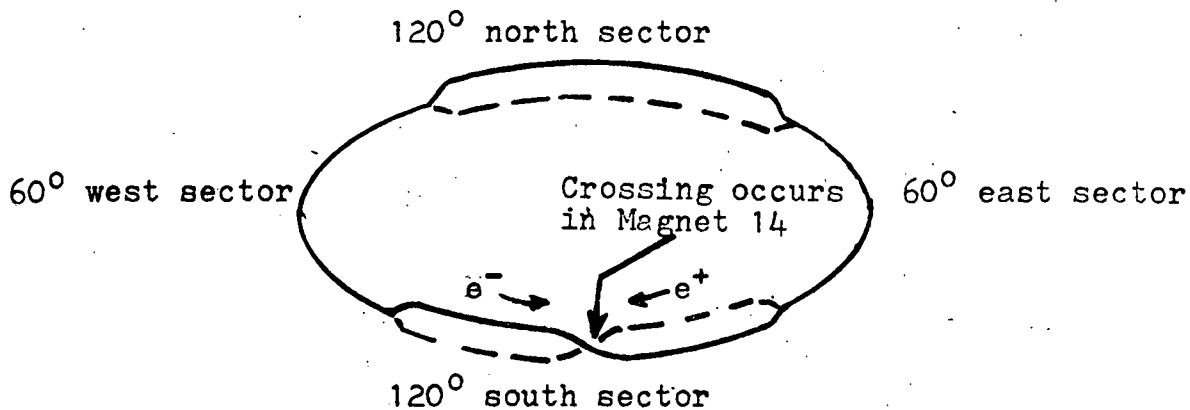 120° north sector
60° west sector
Crossing occurs
in Magnet 14
60° east sector
e⁻
e⁺
120° south sector